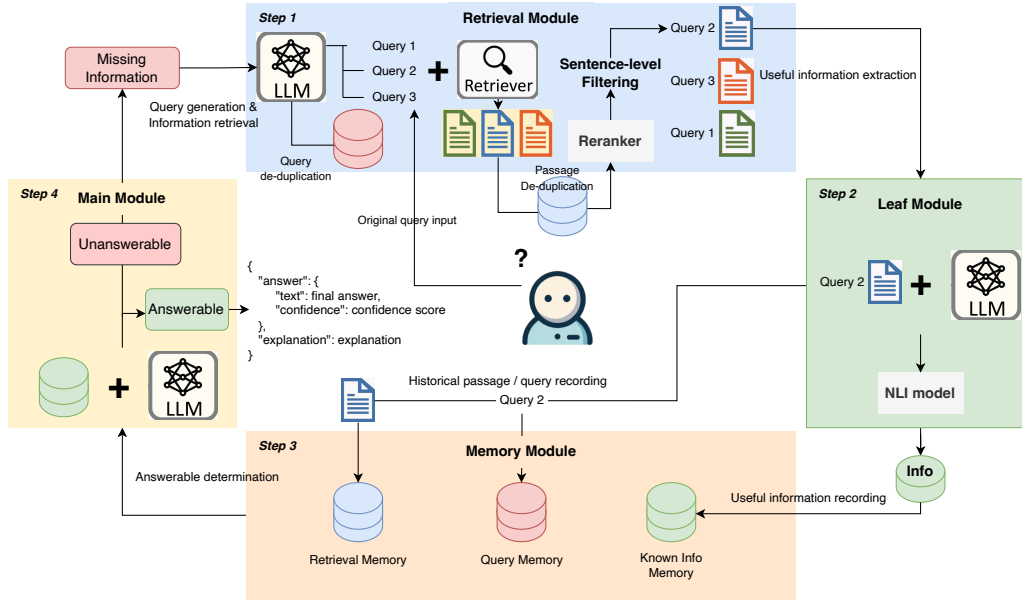 Step 1
Retrieval Module
Missing
Information
Query generation &
Information retrieval
LLM
Query 1
Query 2
Query 3
Retriever
Query
de-duplication
Sentence-level
Filtering
Reranker
Passage
De-duplication
Query 2
Query 3
Query 1
Useful information extraction
Original query input
?
Step 2
Leaf Module
Query 2
LLM
NLI model
Info
Useful information recording
Historical passage / query recording
Query 2
Step 3
Memory Module
Retrieval Memory
Query Memory
Known Info
Memory
Answerable determination
Step 4
Main Module
Unanswerable
Answerable
LLM
{
"answer": {
"text": final answer,
"confidence": confidence score
},
"explanation": explanation
}